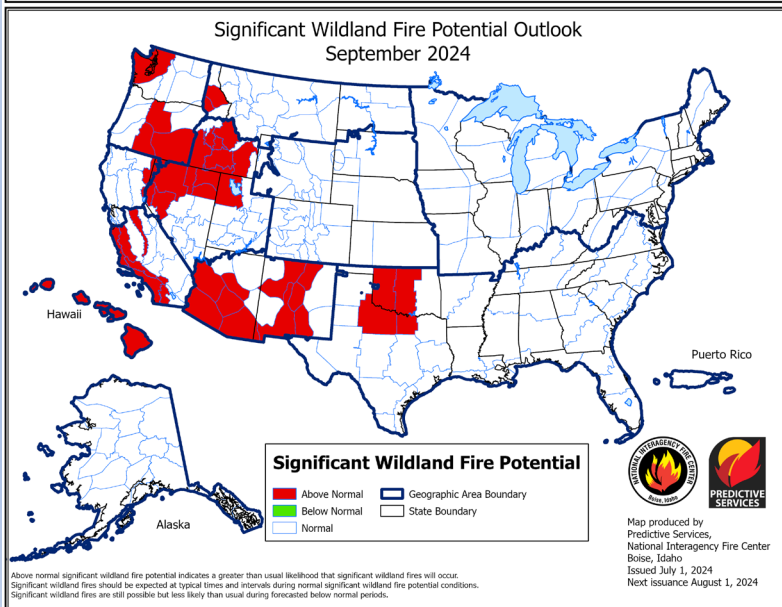 Significant Wildland Fire Potential Outlook
September 2024
Hawaii
Puerto Rico
Alaska
Significant Wildland Fire Potential
Above Normal
Below Normal
Normal
Geographic Area Boundary
State Boundary
NATIONAL INTERAGENCY FIRE CENTER
Boise, Idaho
PREDICTIVE
SERVICES
Map produced by
Predictive Services,
National Interagency Fire Center
Boise, Idaho
Issued July 1, 2024
Next issuance August 1, 2024
Above normal significant wildland fire potential indicates a greater than usual likelihood that significant wildland fires will occur.
Significant wildland fires should be expected at typical times and intervals during normal significant wildland fire potential conditions.
Significant wildland fires are still possible but less likely than usual during forecasted below normal periods.